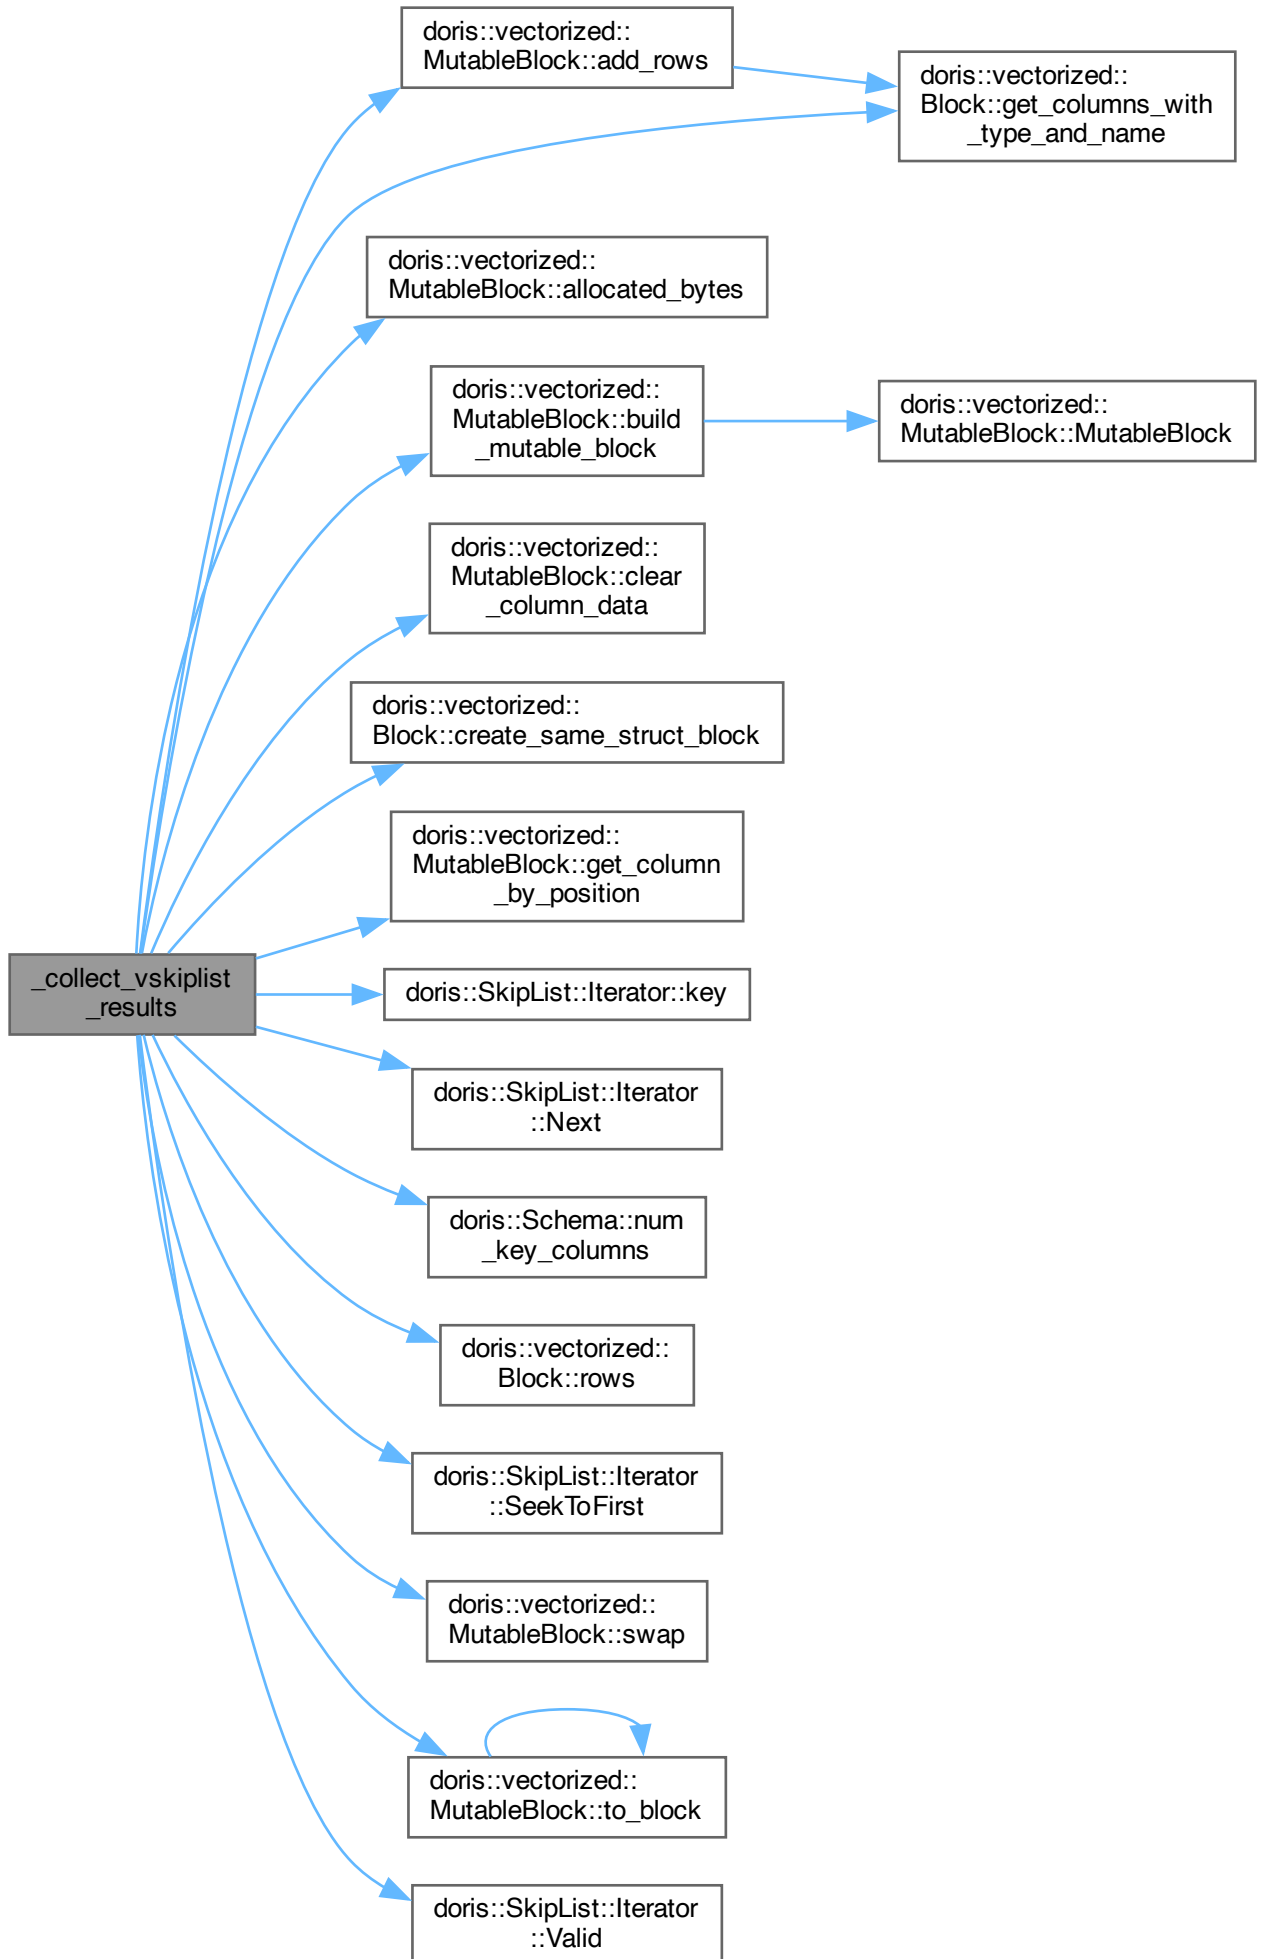 doris::vectorized::
MutableBlock::add_rows
doris::vectorized::
Block::get_columns_with
_type_and_name
doris::vectorized::
MutableBlock::allocated_bytes
doris::vectorized::
MutableBlock::build
_mutable_block
doris::vectorized::
MutableBlock::MutableBlock
doris::vectorized::
MutableBlock::clear
_column_data
doris::vectorized::
Block::create_same_struct_block
doris::vectorized::
MutableBlock::get_column
_by_position
_collect_vskiplist
_results
doris::SkipList::Iterator::key
doris::SkipList::Iterator
::Next
doris::Schema::num
_key_columns
doris::vectorized::
Block::rows
doris::SkipList::Iterator
::SeekToFirst
doris::vectorized::
MutableBlock::swap
doris::vectorized::
MutableBlock::to_block
doris::SkipList::Iterator
::Valid